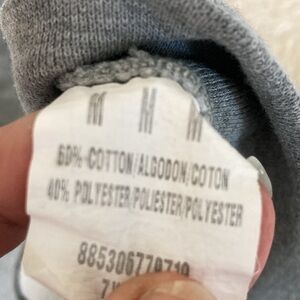 M M M
60% COTTON/ALGODON/COTON
40% POLYESTER/POLIESTER/POLYESTER
885306779719